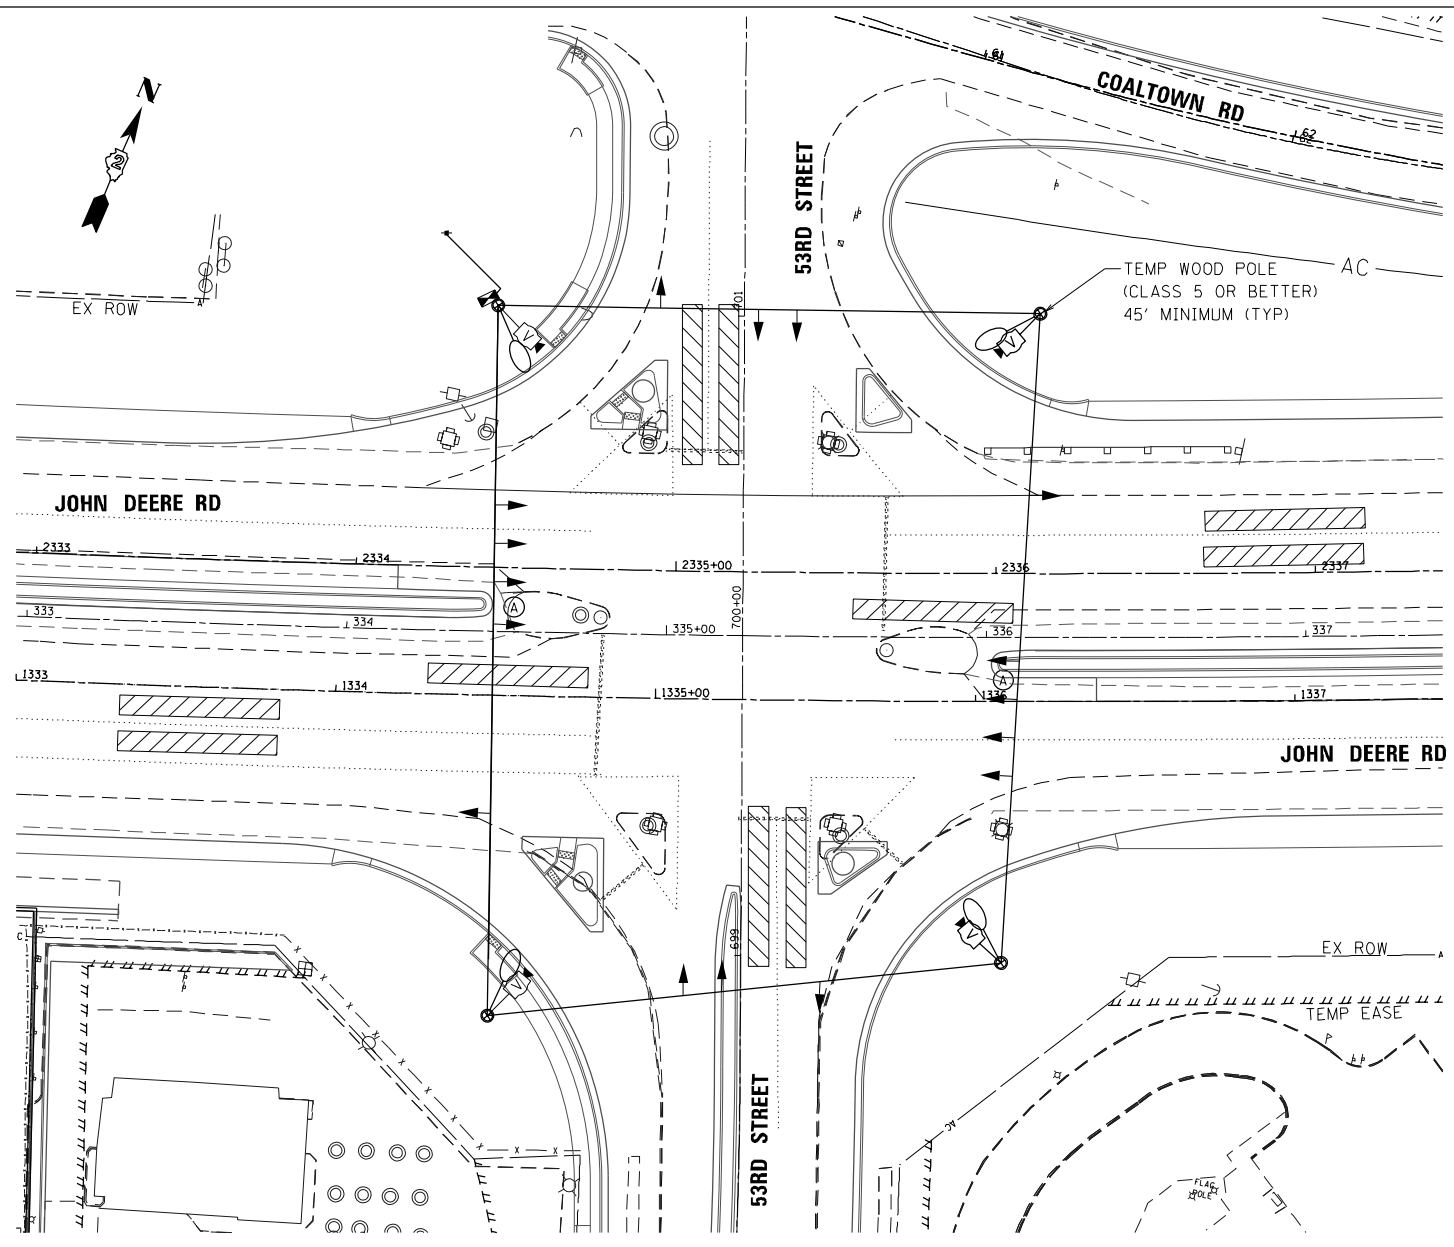 61
COALTOWN RD
62
N
2
53RD STREET
AC
TEMP WOOD POLE
(CLASS 5 OR BETTER)
45' MINIMUM (TYP)
EX ROW
A
701
V
V
JOHN DEERE RD
2333
2334
2335+00
2336
2337
333
334
335+00
336
337
700+00
A
A
1333
1334
1335+00
1336
1337
JOHN DEERE RD
699
V
V
C
EX ROW
A
TEMP EASE
53RD STREET
AC
X
X
X
X
X
X
X
X
FLAG
POLE